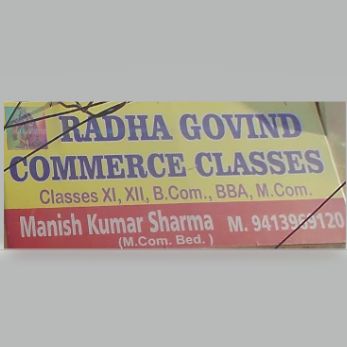 RADHA GOVIND
COMMERCE CLASSES
Classes XI, XII, B.Com., BBA, M.Com.
Manish Kumar Sharma M. 9413969120
(M.Com. Bed.)